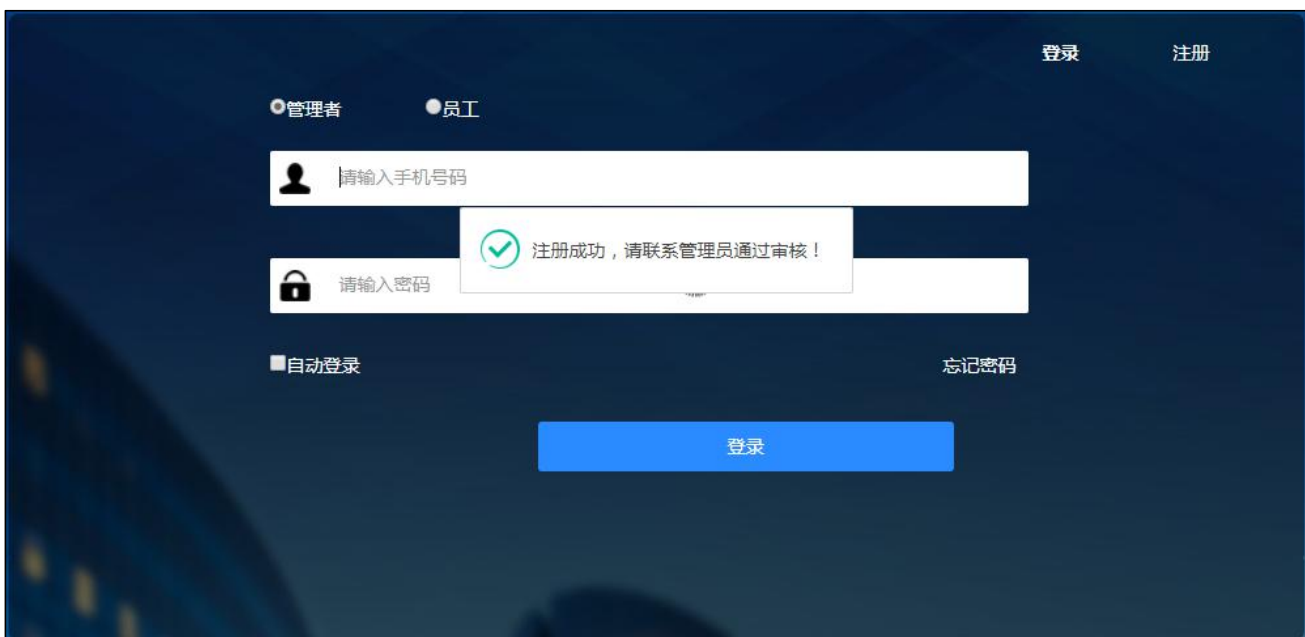 登录 注册
管理者 员工
请输入手机号码
注册成功，请联系管理员通过审核！
请输入密码
自动登录 忘记密码
登录